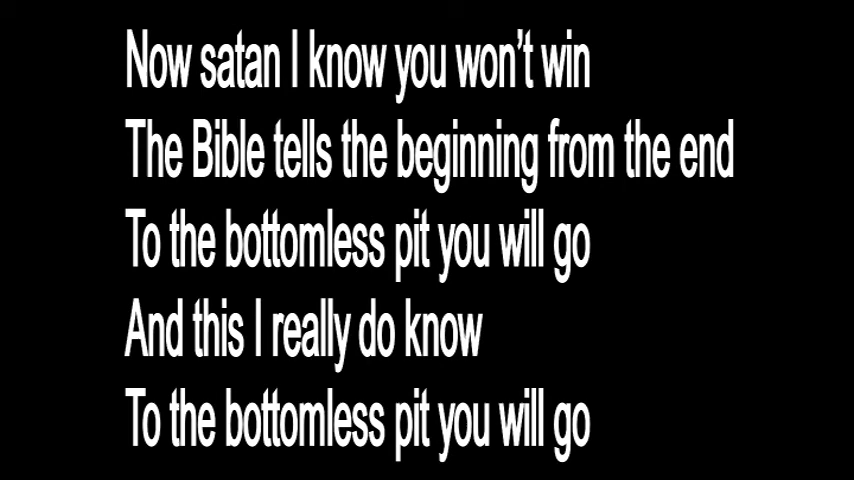 Now satan I know you won’t win
The Bible tells the beginning from the end
To the bottomless pit you will go
And this I really do know
To the bottomless pit you will go